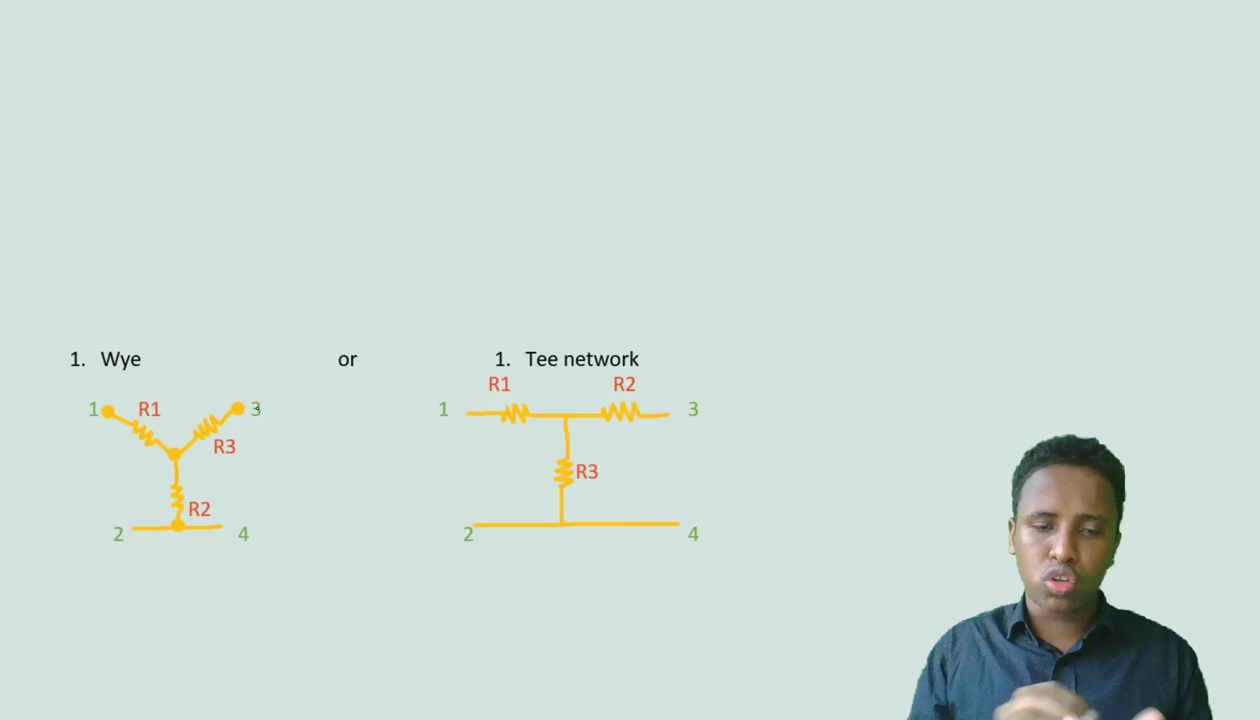 1. Wye or 1. Tee network
R1 R2
1 R1 3 1 3
R3
R3
R2
2 4 2 4